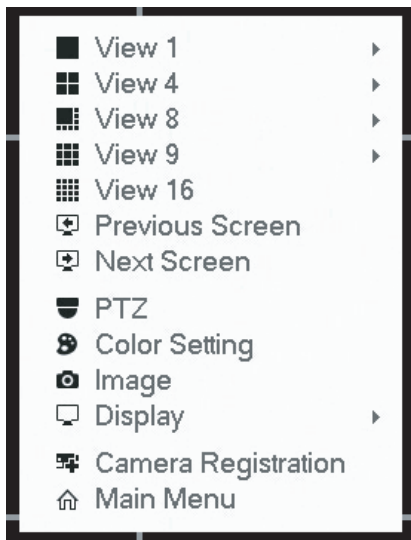 View 1
View 4
View 8
View 9
View 16
Previous Screen
Next Screen
PTZ
Color Setting
Image
Display
Camera Registration
Main Menu